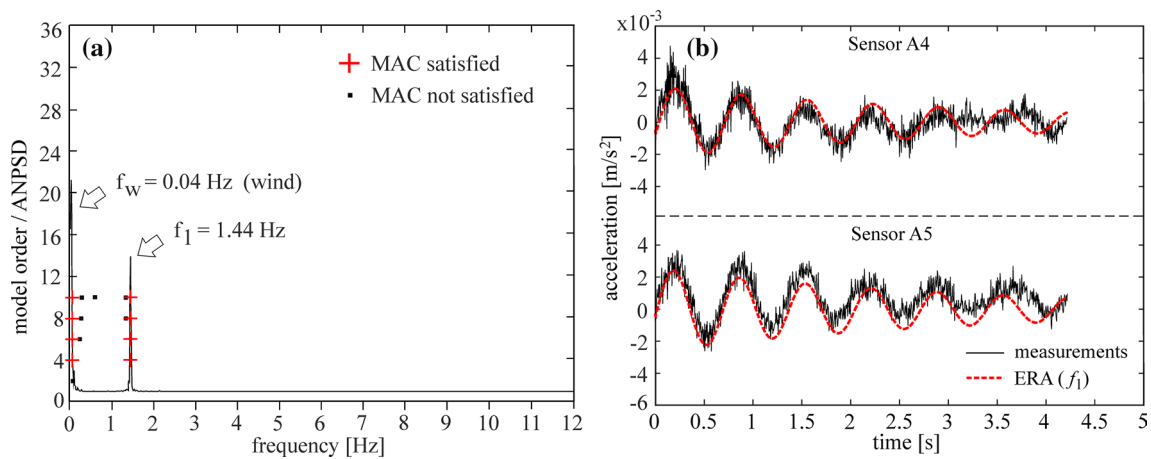 (a)
MAC satisfied
MAC not satisfied
f_w = 0.04 Hz (wind)
f_1 = 1.44 Hz
model order / ANPSD
36
32
28
24
20
16
12
8
4
0
0 1 2 3 4 5 6 7 8 9 10 11 12
frequency [Hz]
(b)
x10⁻³
Sensor A4
6
4
2
0
-2
-4
Sensor A5
4
2
0
-2
-4
-6
acceleration [m/s²]
measurements
ERA (f₁)
0 0.5 1 1.5 2 2.5 3 3.5 4 4.5 5
time [s]